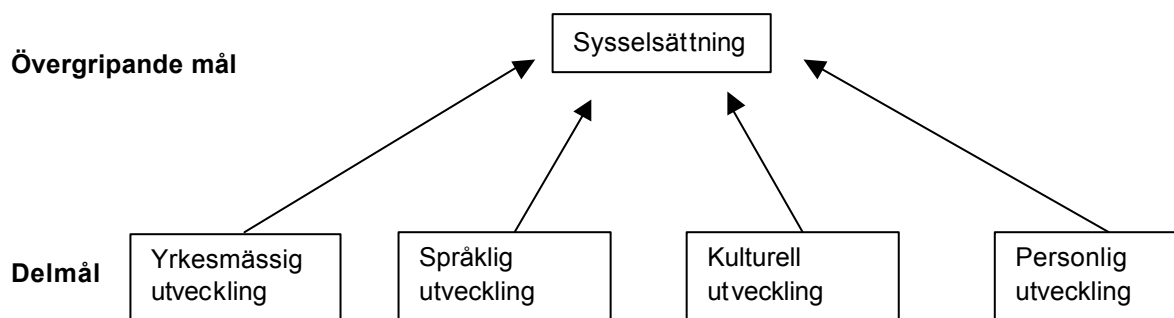 Sysselsättning
Övergripande mål
Delmål
Yrkesmässig
utveckling
Språklig
utveckling
Kulturell
utveckling
Personlig
utveckling